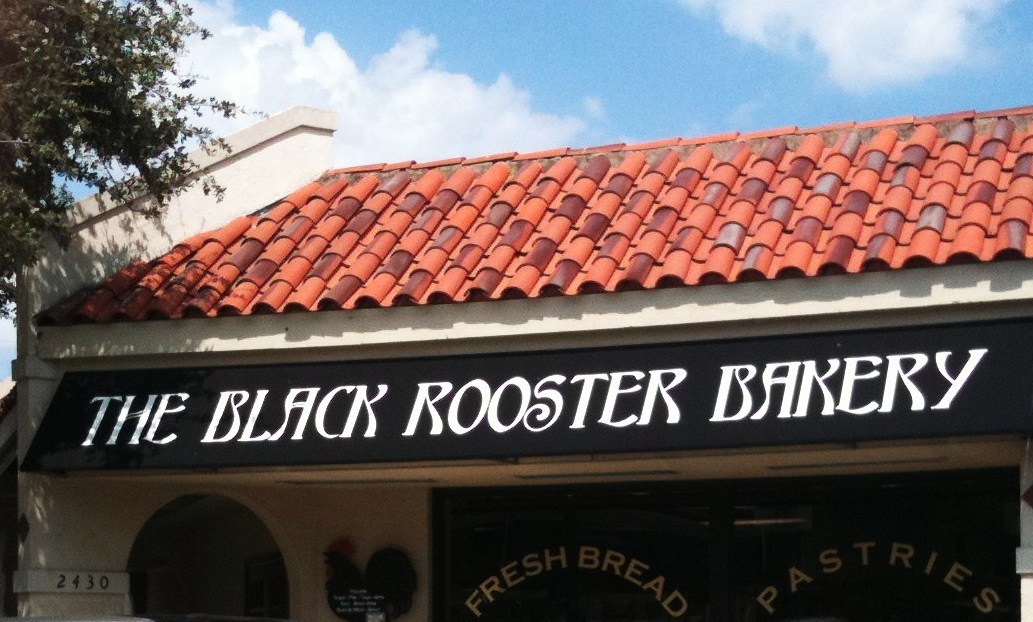 THE BLACK ROOSTER BAKERY
2430
FRESH BREAD
PASTRIES